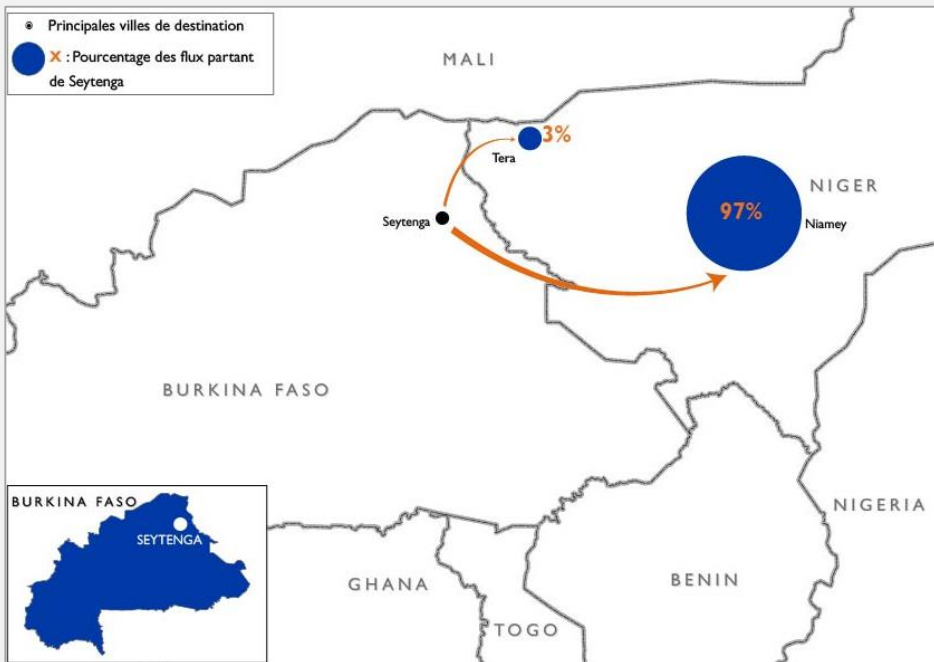 Principales villes de destination
X : Pourcentage des flux partant
de Seytenga
MALI
3%
Tera
NIGER
97%
Niamey
Seytenga
BURKINA FASO
BURKINA FASO
SEYTENGA
NIGERIA
GHANA
BENIN
TOGO